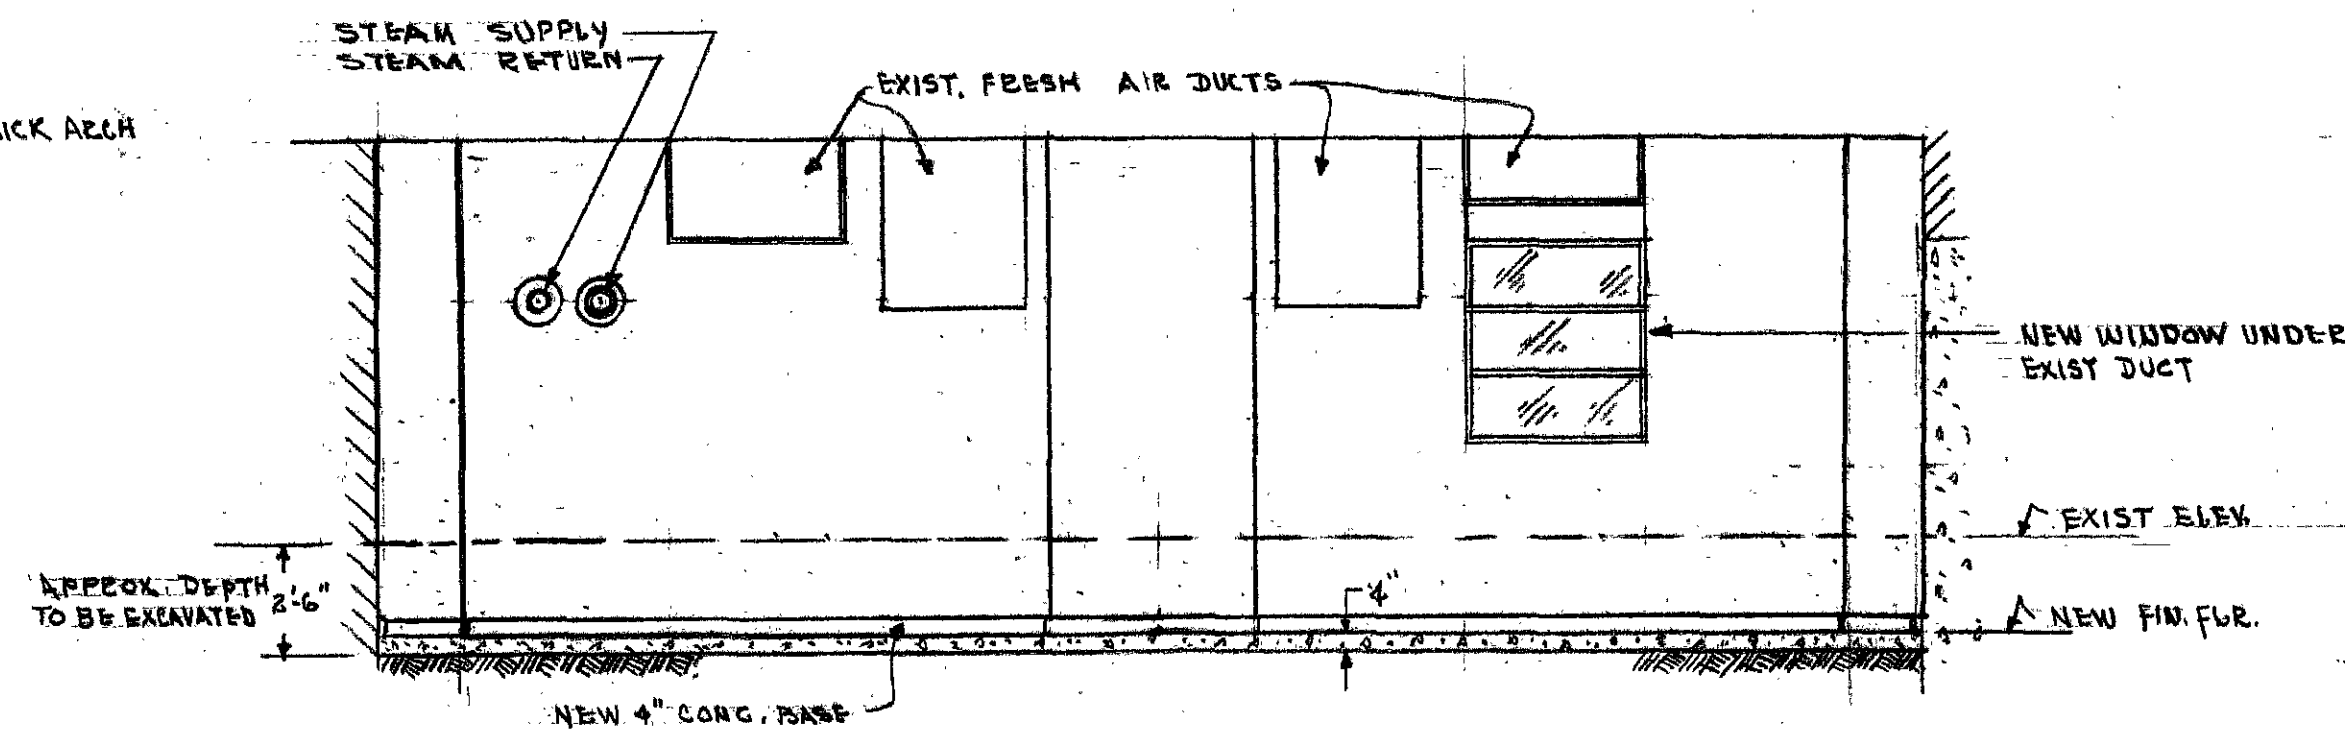 STEAM SUPPLY
STEAM RETURN
EXIST. FRESH AIR DUCTS
ICK ARCH
NEW WINDOW UNDER
EXIST DUCT
EXIST ELEV.
APPROX. DEPTH
TO BE EXCAVATED
2'-6"
4"
NEW FIN. FLR.
NEW 4" CONC. BASE